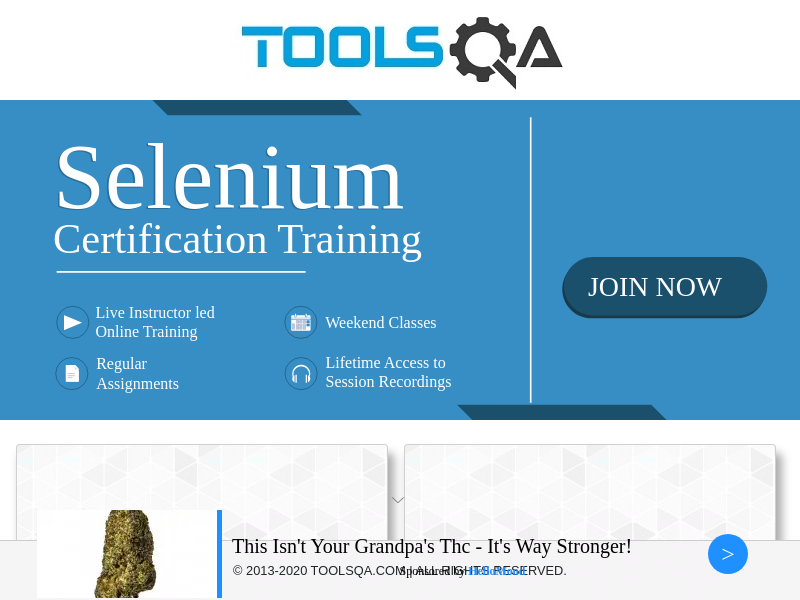 TOOLSQA
Selenium
Certification Training
JOIN NOW
Live Instructor led
Online Training
Weekend Classes
Regular
Assignments
Lifetime Access to
Session Recordings
This Isn't Your Grandpa's Thc - It's Way Stronger!
>
© 2013-2020 TOOLSQA.COM | ALL RIGHTS RESERVED.
Sponsored by